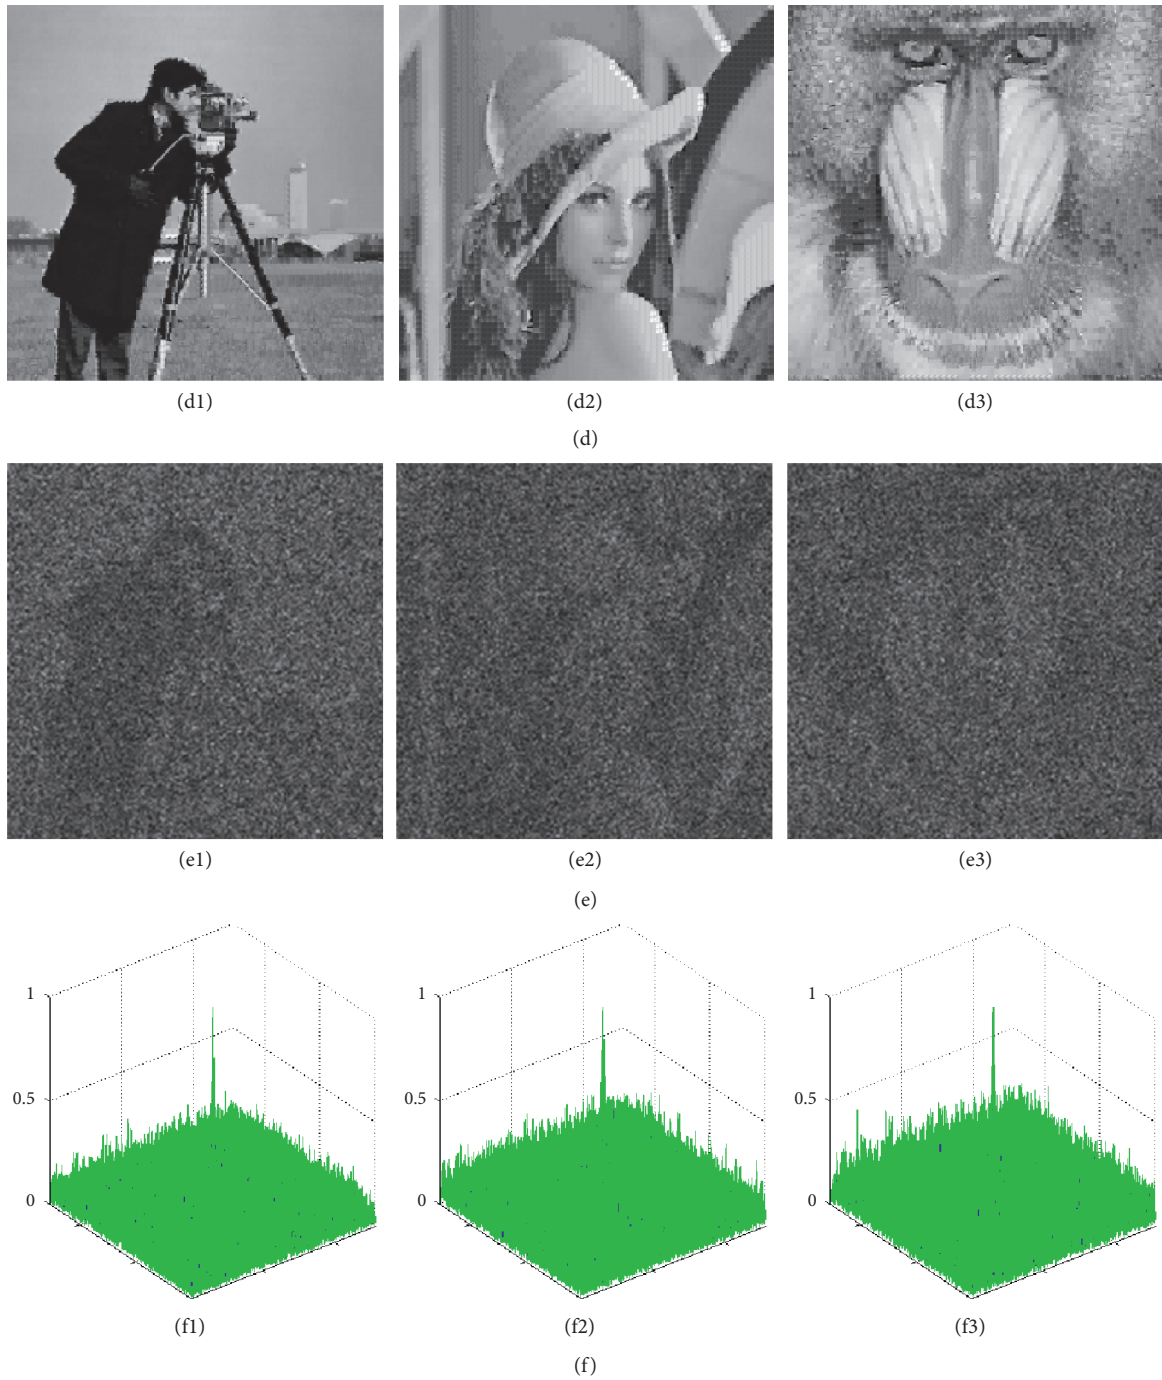 (d1) (d2) (d3)
(d)
(e1) (e2) (e3)
(e)
1 1 1
0.5 0.5 0.5
0 0 0
(f1) (f2) (f3)
(f)